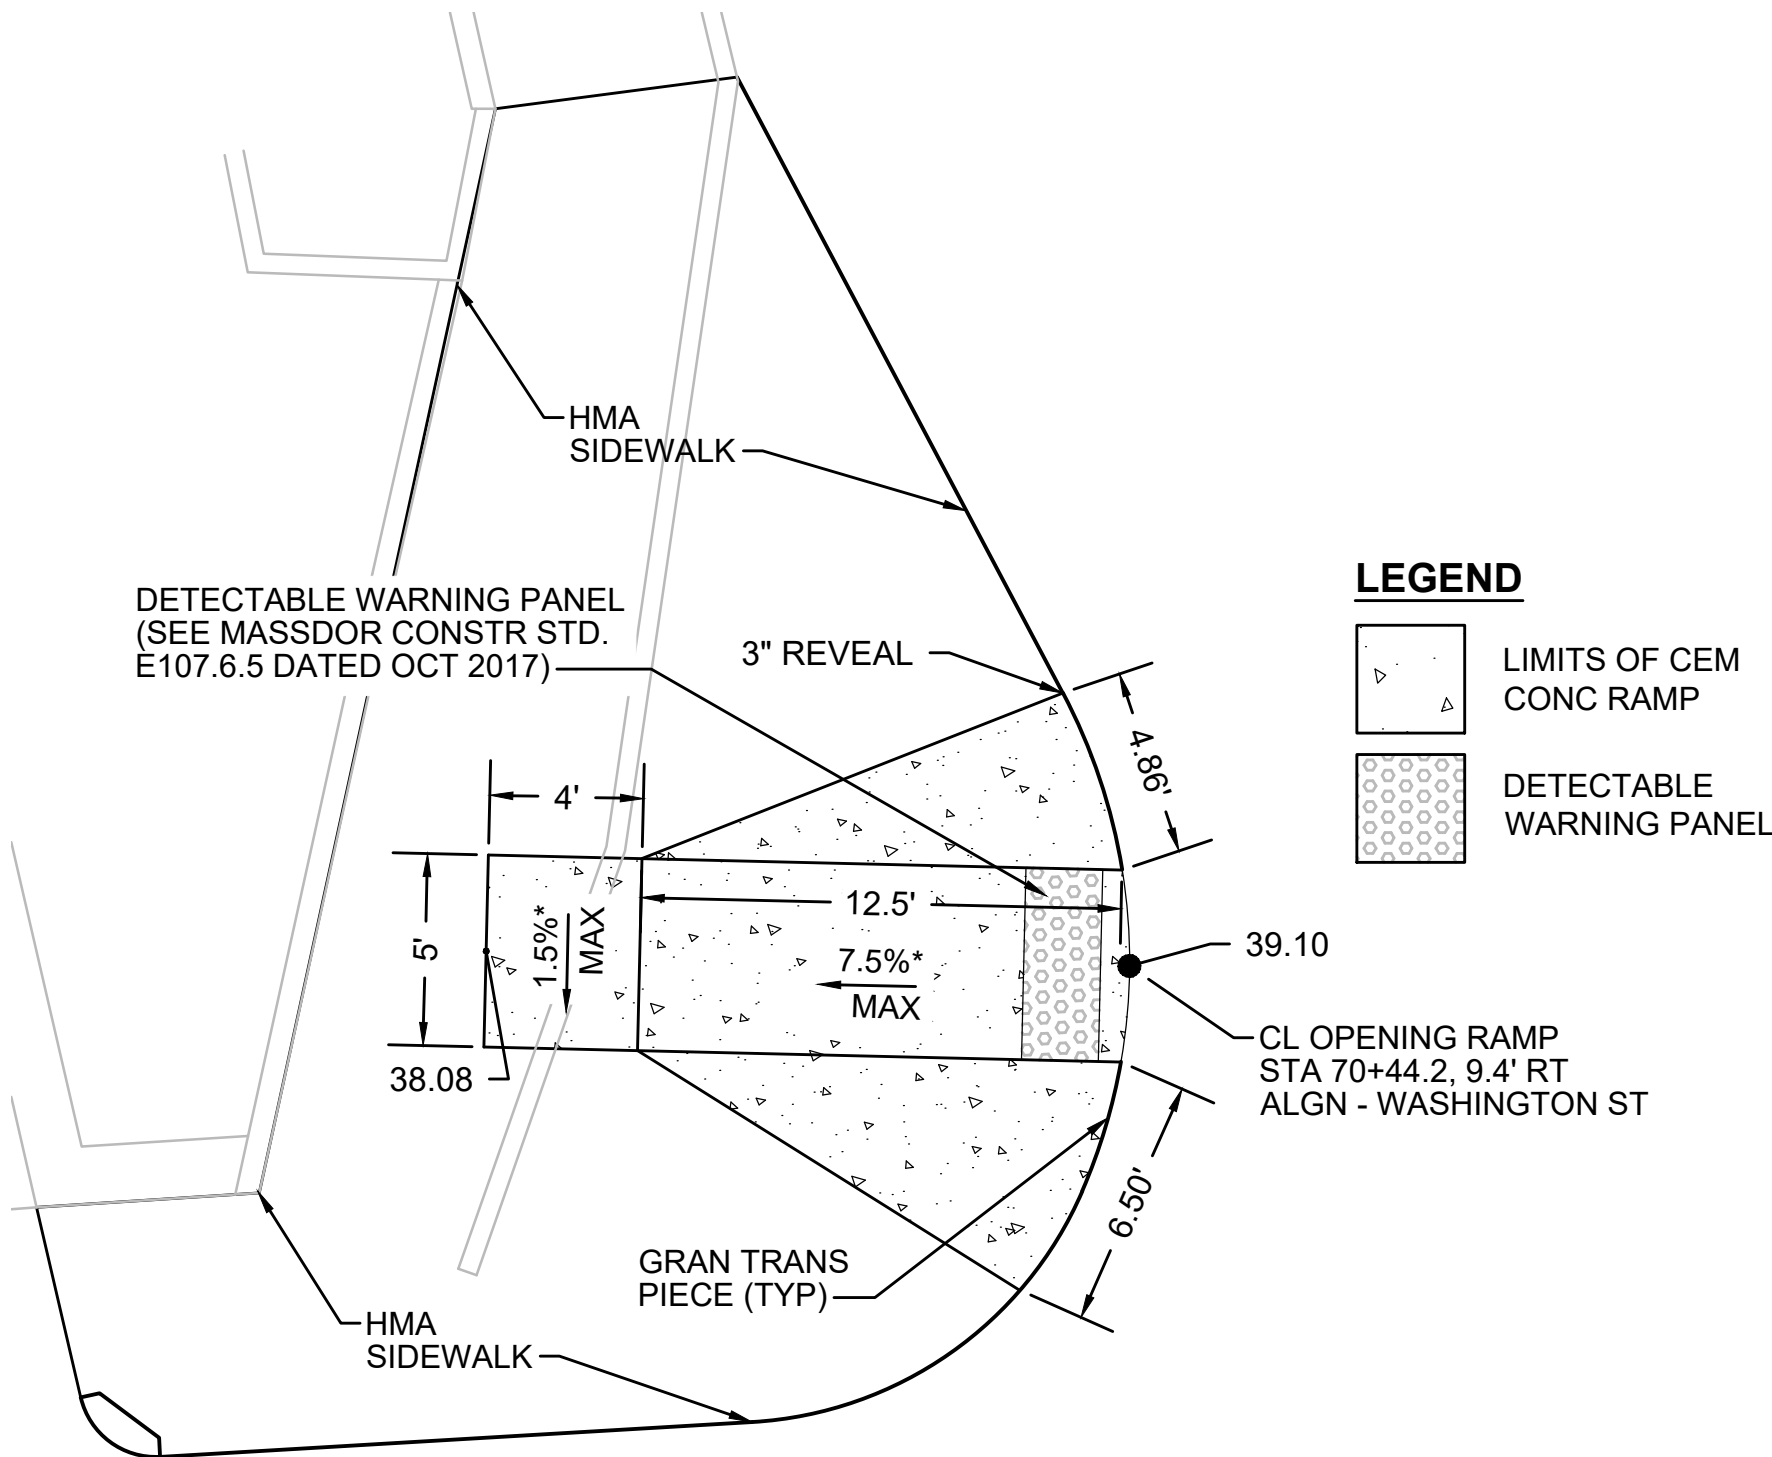 HMA
SIDEWALK
DETECTABLE WARNING PANEL
(SEE MASSDOR CONSTR STD.
E107.6.5 DATED OCT 2017)
3" REVEAL
4.86'
4'
5'
1.5%*
MAX
12.5'
7.5%*
MAX
39.10
38.08
CL OPENING RAMP
STA 70+44.2, 9.4' RT
ALGN - WASHINGTON ST
6.50'
GRAN TRANS
PIECE (TYP)
HMA
SIDEWALK
LEGEND
LIMITS OF CEM
CONC RAMP
DETECTABLE
WARNING PANEL